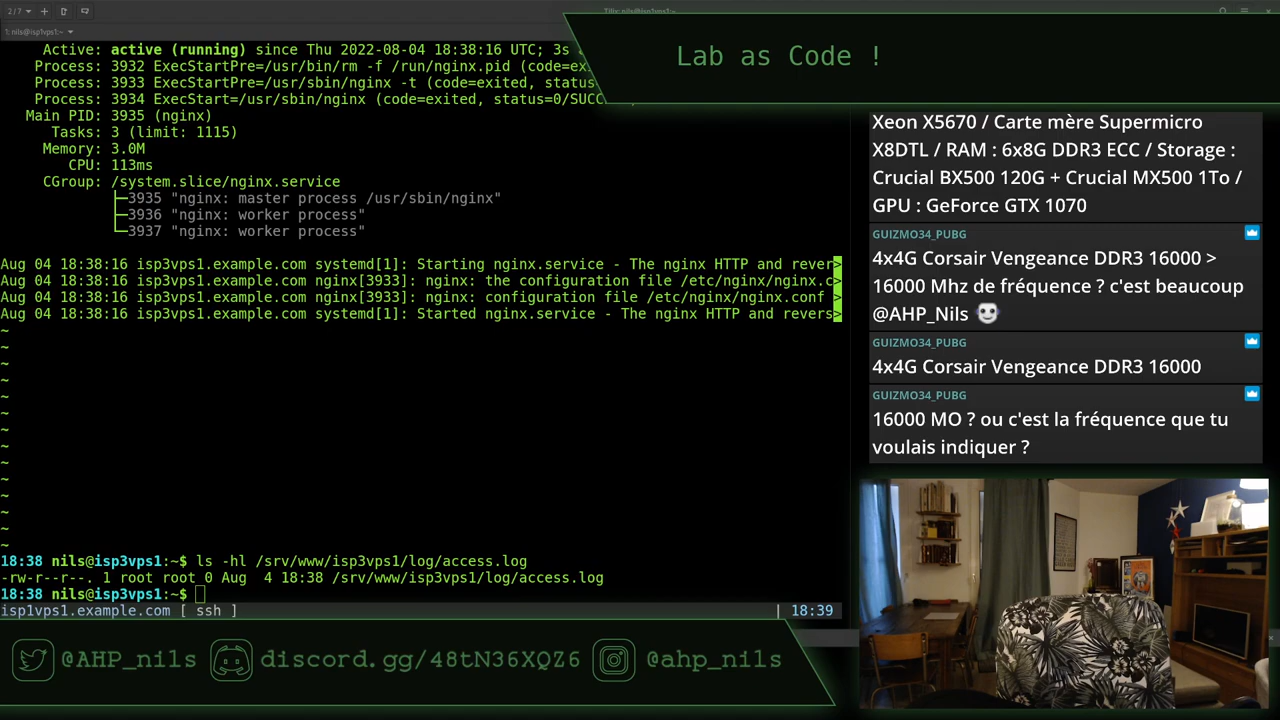 2/7
Tilix: nils@isp3vps1:~
1: nils@isp3vps1:~
Lab as Code !
Active: active (running) since Thu 2022-08-04 18:38:16 UTC; 3s
Process: 3932 ExecStartPre=/usr/bin/rm -f /run/nginx.pid (code=ex
Process: 3933 ExecStartPre=/usr/sbin/nginx -t (code=exited, status
Process: 3934 ExecStart=/usr/sbin/nginx (code=exited, status=0/SUCC
Main PID: 3935 (nginx)
Tasks: 3 (limit: 1115)
Memory: 3.0M
CPU: 113ms
CGroup: /system.slice/nginx.service
├─3935 "nginx: master process /usr/sbin/nginx"
├─3936 "nginx: worker process"
└─3937 "nginx: worker process"
Aug 04 18:38:16 isp3vps1.example.com systemd[1]: Starting nginx.service - The nginx HTTP and rever>
Aug 04 18:38:16 isp3vps1.example.com nginx[3933]: nginx: the configuration file /etc/nginx/nginx.c>
Aug 04 18:38:16 isp3vps1.example.com nginx[3933]: nginx: configuration file /etc/nginx/nginx.conf >
Aug 04 18:38:16 isp3vps1.example.com systemd[1]: Started nginx.service - The nginx HTTP and revers>
~
~
~
~
~
~
~
~
~
~
~
~
~
~
18:38 nils@isp3vps1:~$ ls -hl /srv/www/isp3vps1/log/access.log
-rw-r--r--. 1 root root 0 Aug  4 18:38 /srv/www/isp3vps1/log/access.log
18:38 nils@isp3vps1:~$
isp1vps1.example.com [ ssh ] | 18:39
Xeon X5670 / Carte mère Supermicro
X8DTL / RAM : 6x8G DDR3 ECC / Storage :
Crucial BX500 120G + Crucial MX500 1To /
GPU : GeForce GTX 1070
GUIZMO34_PUBG
4x4G Corsair Vengeance DDR3 16000 >
16000 Mhz de fréquence ? c'est beaucoup
@AHP_Nils
GUIZMO34_PUBG
4x4G Corsair Vengeance DDR3 16000
GUIZMO34_PUBG
16000 MO ? ou c'est la fréquence que tu
voulais indiquer ?
@AHP_nils discord.gg/48tN36XQZ6 @ahp_nils